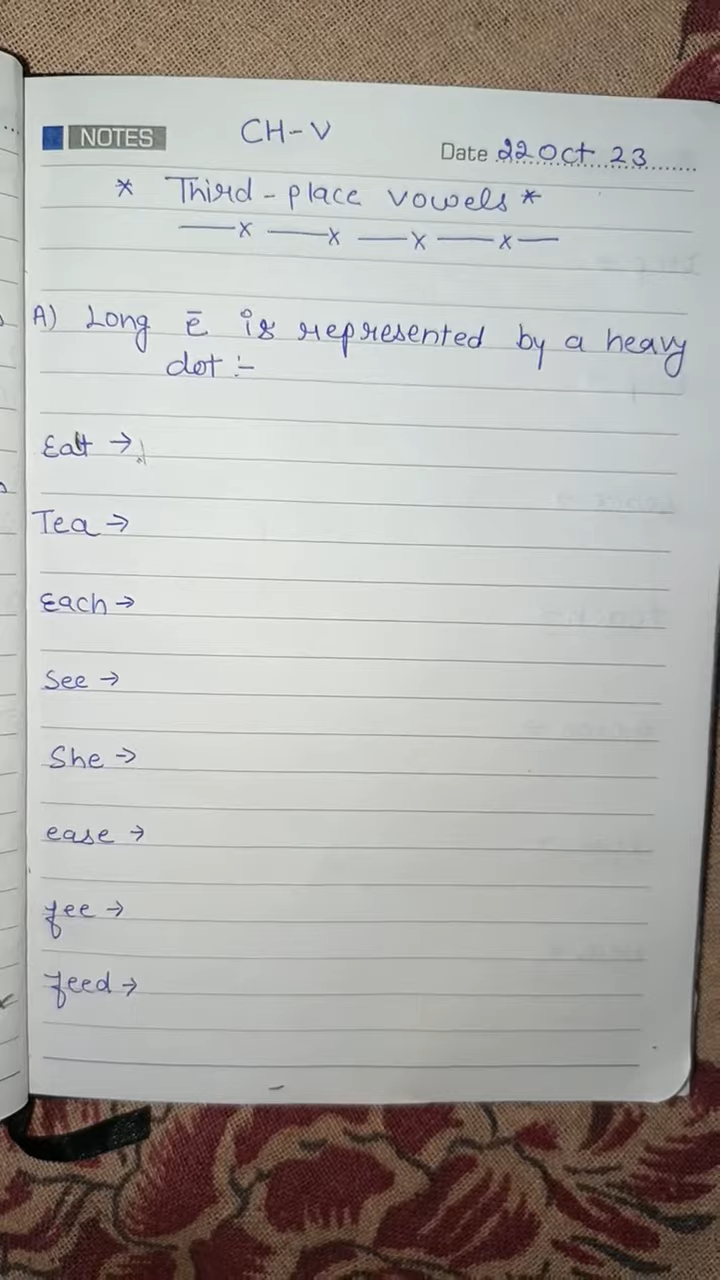 NOTES
CH-V
Date 22 Oct 23
* Third-place vowels *
—x —x —x —x—
A) Long ē is represented by a heavy
dot :-
Eat →
Tea →
Each →
See →
She →
ease →
fee →
feed →